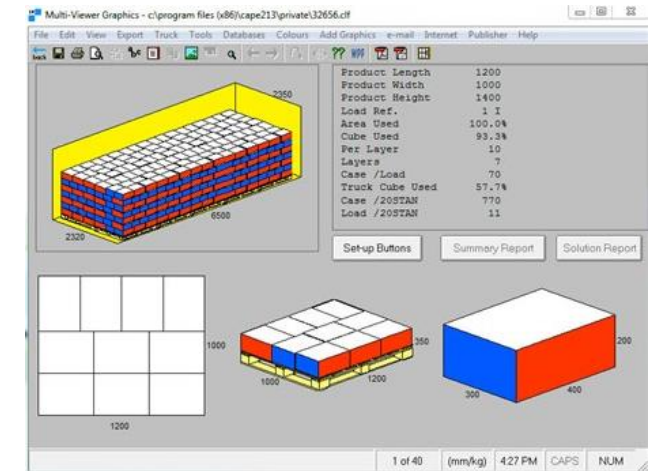 Multi-Viewer Graphics - c:\program files (x86)\cape213\private\32656.clf
File Edit View Export Truck Tools Databases Colours Add Graphics e-mail Internet Publisher Help
2350
6500
2320
Product Length 1200
Product Width 1000
Product Height 1400
Load Ref. 1 I
Area Used 100.0%
Cube Used 93.3%
Per Layer 10
Layers 7
Case /Load 70
Truck Cube Used 57.7%
Case /20STAN 770
Load /20STAN 11
Set-up Buttons Summary Report Solution Report
1000
1200
350
1000
1200
200
300
400
1 of 40 (mm/kg) 4:27 PM CAPS NUM